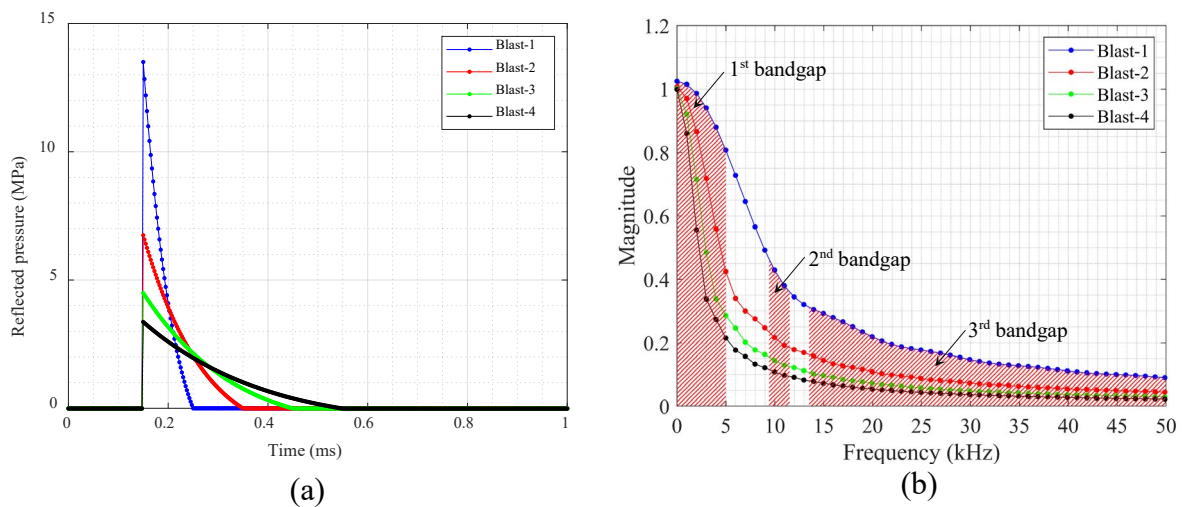 15
10
5
0
Reflected pressure (MPa)
0 0.2 0.4 0.6 0.8 1
Time (ms)
Blast-1
Blast-2
Blast-3
Blast-4
(a)
1.2
1
0.8
0.6
0.4
0.2
0
Magnitude
0 5 10 15 20 25 30 35 40 45 50
Frequency (kHz)
Blast-1
Blast-2
Blast-3
Blast-4
1st bandgap
2nd bandgap
3rd bandgap
(b)